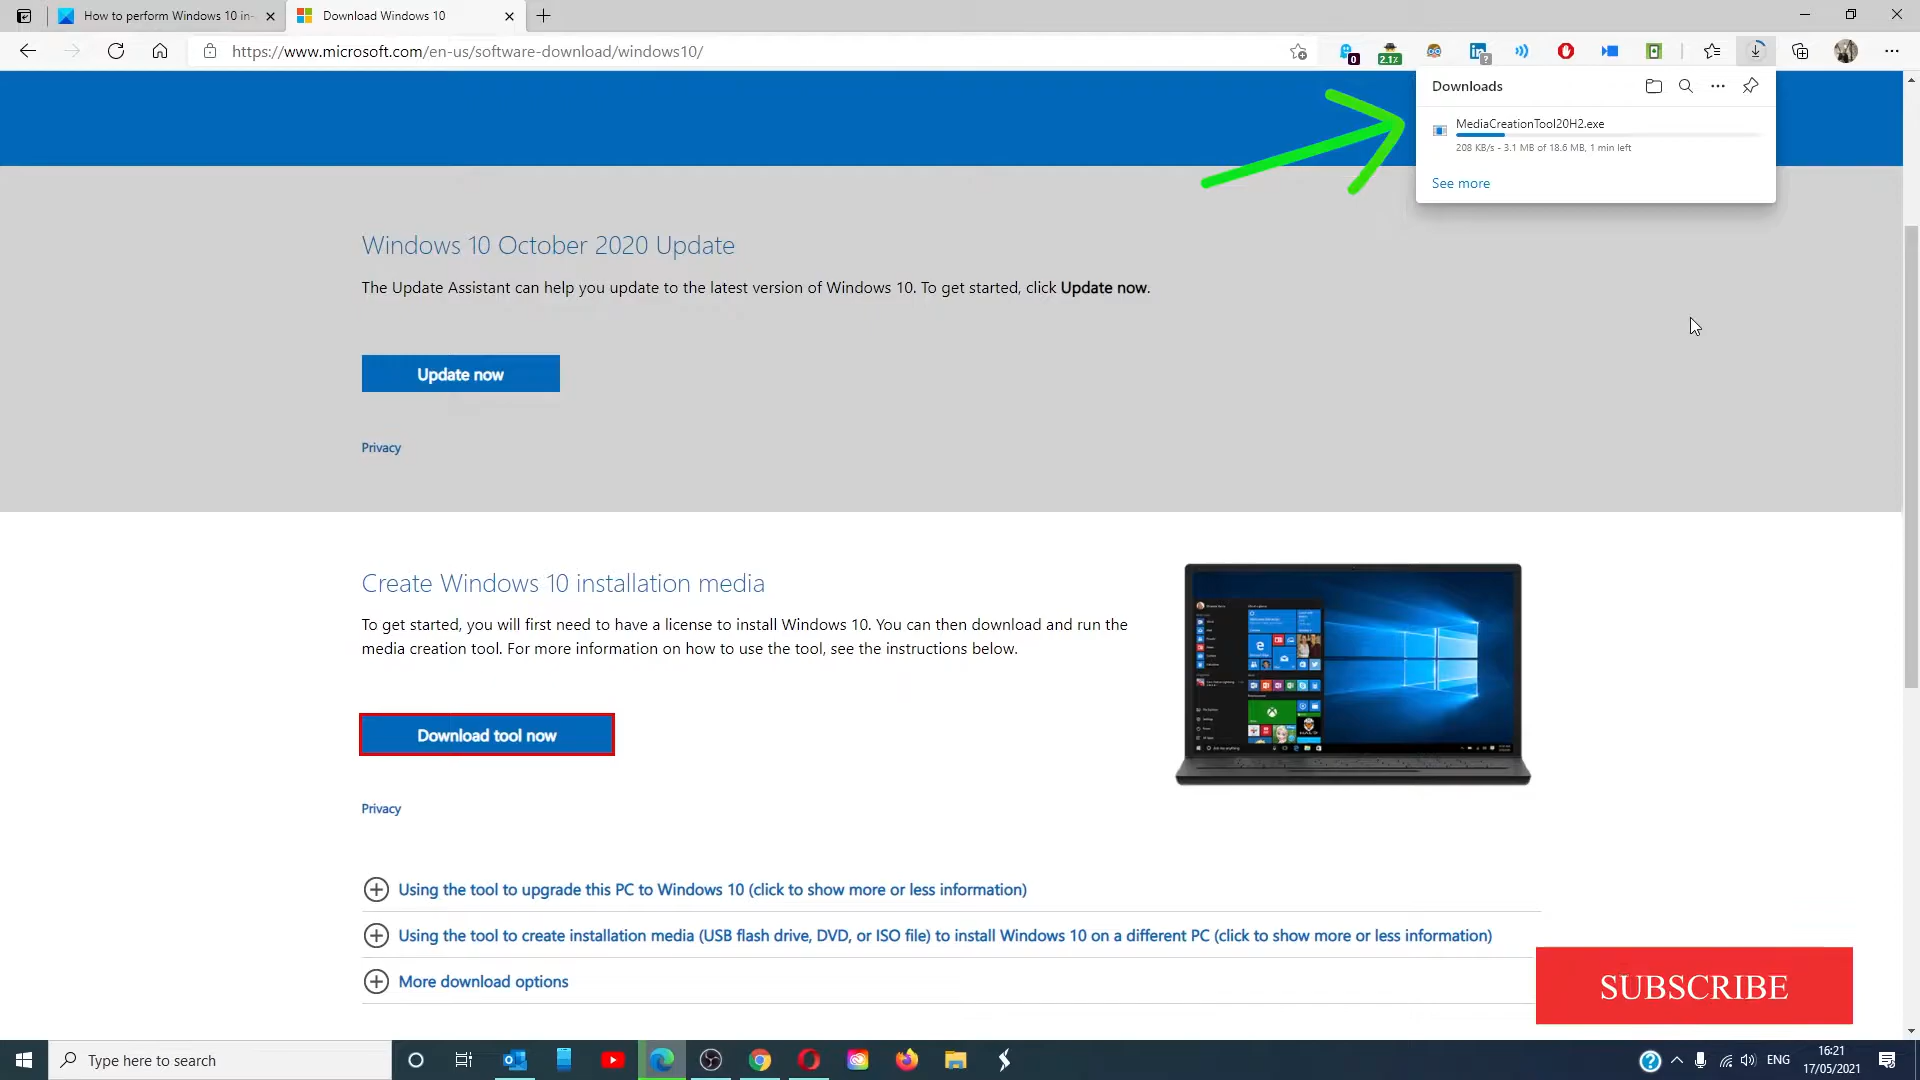 How to perform Windows 10 in-
Download Windows 10
https://www.microsoft.com/en-us/software-download/windows10/
0
2.1%
?
Downloads
MediaCreationTool20H2.exe
208 KB/s - 3.1 MB of 18.6 MB, 1 min left
See more
Windows 10 October 2020 Update
The Update Assistant can help you update to the latest version of Windows 10. To get started, click Update now.
Update now
Privacy
Create Windows 10 installation media
To get started, you will first need to have a license to install Windows 10. You can then download and run the
media creation tool. For more information on how to use the tool, see the instructions below.
Download tool now
Privacy
Using the tool to upgrade this PC to Windows 10 (click to show more or less information)
Using the tool to create installation media (USB flash drive, DVD, or ISO file) to install Windows 10 on a different PC (click to show more or less information)
More download options
SUBSCRIBE
Type here to search
ENG
16:21
17/05/2021